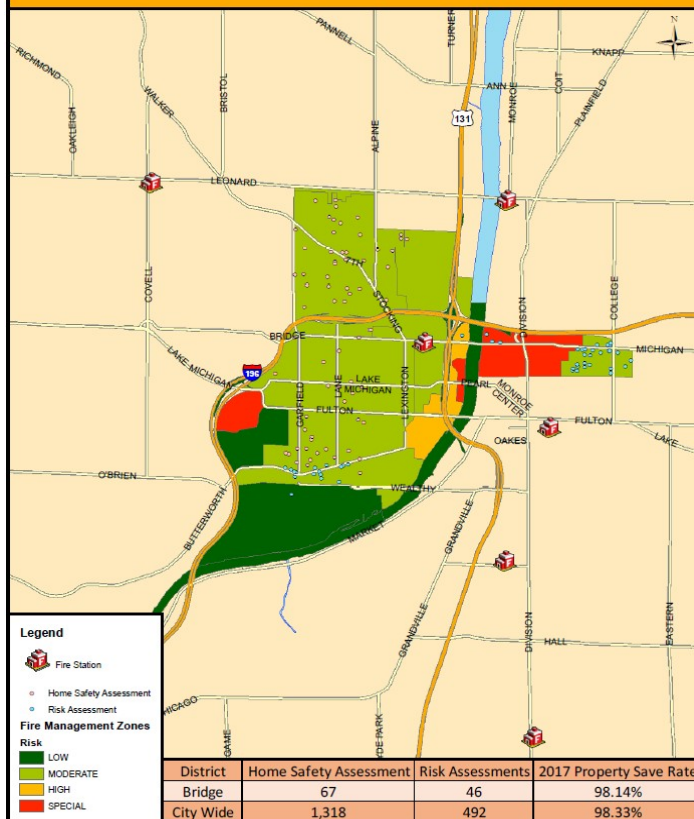 N
PANNELL
TURNER
RICHMOND
WALKER
BRISTOL
OAKLEIGH
ALPINE
ANN
MONROE
COIT
KNAPP
PLAINFIELD
131
LEONARD
7TH
STOCKING
COVELL
DIVISION
COLLEGE
BRIDGE
MICHIGAN
LAKE MICHIGAN
196
GARFIELD
LANE
LAKE MICHIGAN
LEXINGTON
PEARL
MONROE CENTER
FULTON
FULTON
OAKES
LAKE
O'BRIEN
BUTTERWORTH
WEALTHY
MARKET
GRANDVILLE
GRANDVILLE
DIVISION
EASTERN
HALL
HICAGO
GAME
YDE PARK
Legend
Fire Station
Home Safety Assessment
Risk Assessment
Fire Management Zones
Risk
LOW
MODERATE
HIGH
SPECIAL
District Home Safety Assessment Risk Assessments 2017 Property Save Rate
Bridge 67 46 98.14%
City Wide 1,318 492 98.33%